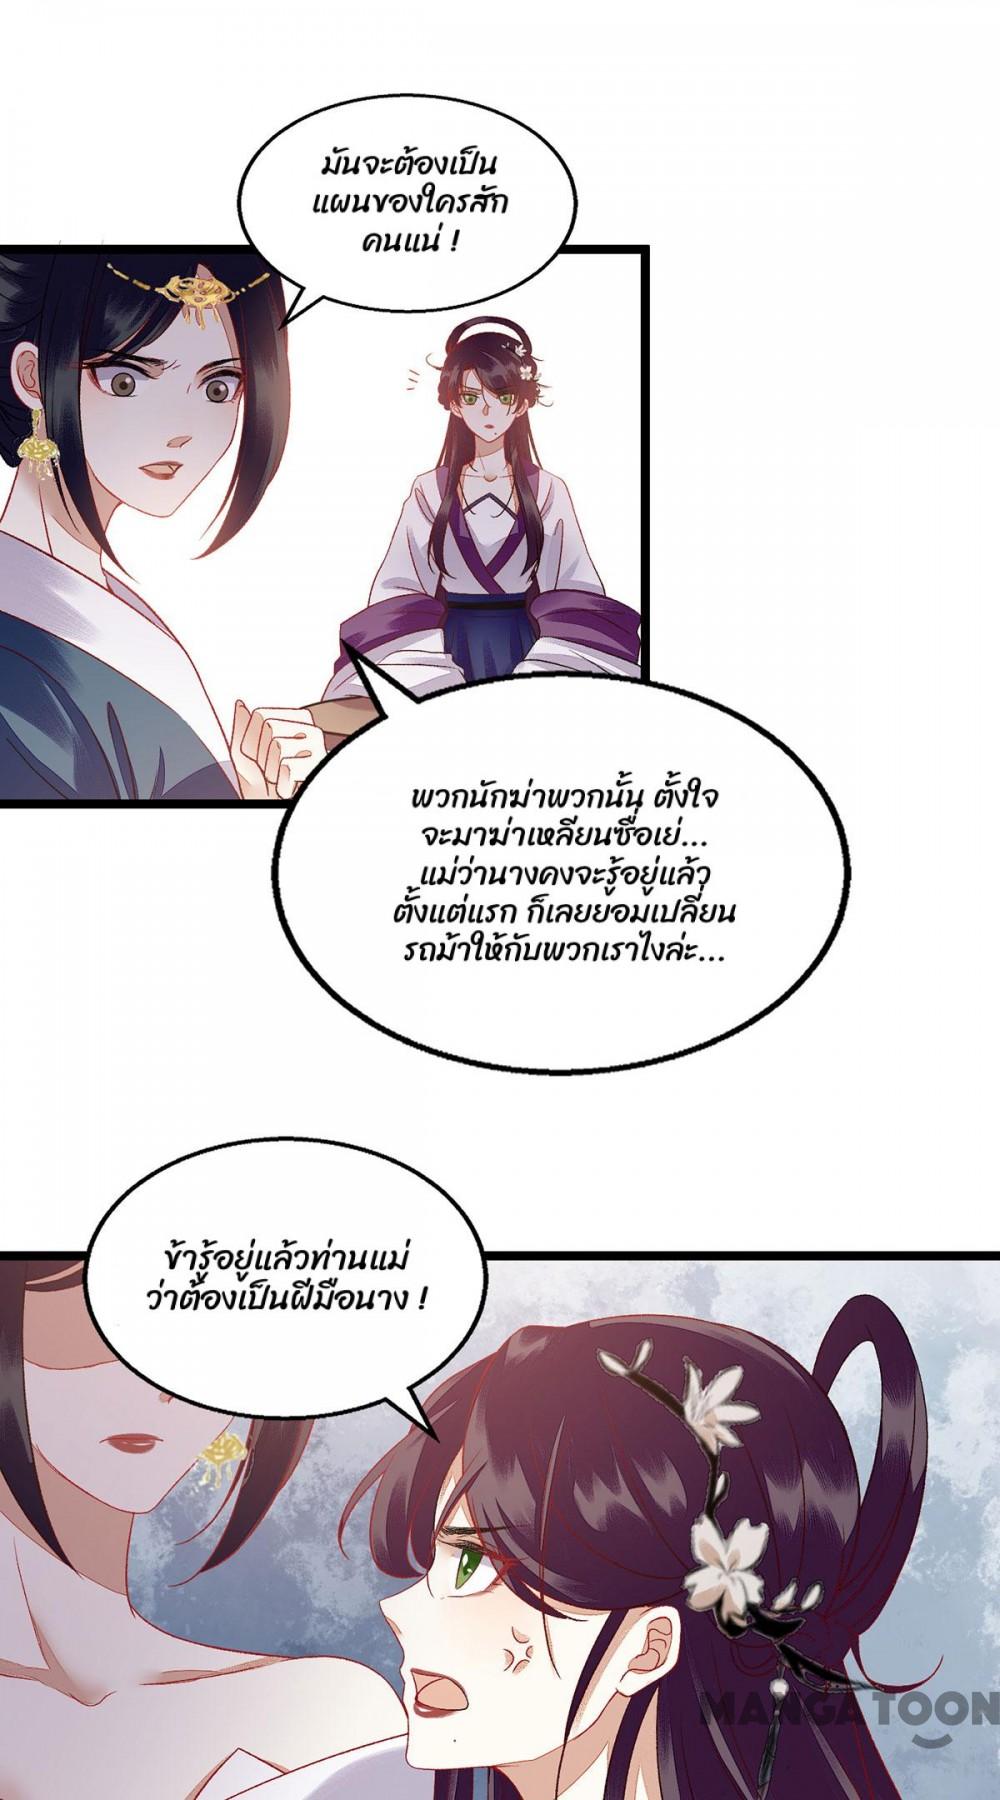 มันจะต้องเป็น
แผนของใครสัก
คนแน่ !
พวกนักฆ่าพวกนั้น ตั้งใจ
จะมาฆ่าเหลียนซื่อเย่...
แม่ว่านางคงจะรู้อยู่แล้ว
ตั้งแต่แรก ก็เลยยอมเปลี่ยน
รถม้าให้กับพวกเราไงล่ะ...
ข้ารู้อยู่แล้วท่านแม่
ว่าต้องเป็นฝีมือนาง !
MANGATOON